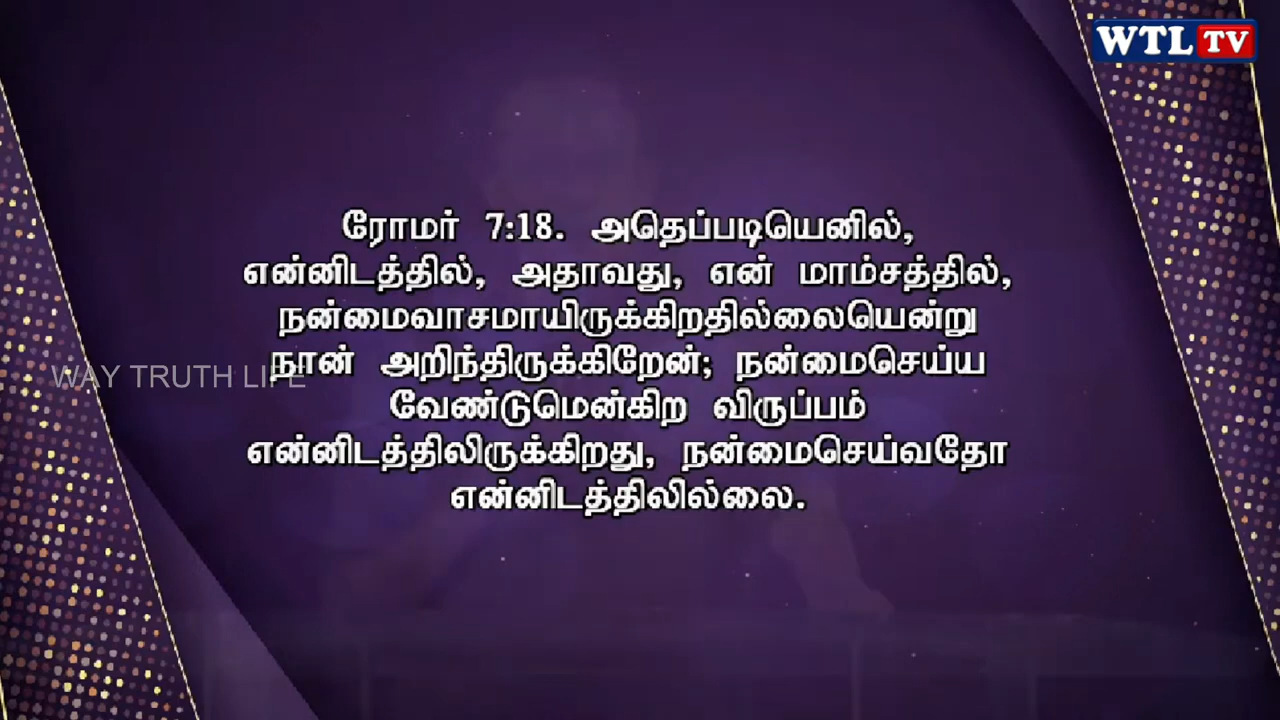 WTL TV
ரோமர் 7:18. அதெப்படியெனில்,
என்னிடத்தில், அதாவது, என் மாம்சத்தில்,
நன்மைவாசமாயிருக்கிறதில்லையென்று
நான் அறிந்திருக்கிறேன்; நன்மைசெய்ய
WAY TRUTH LIFE
வேண்டுமென்கிற விருப்பம்
என்னிடத்திலிருக்கிறது, நன்மைசெய்வதோ
என்னிடத்திலில்லை.